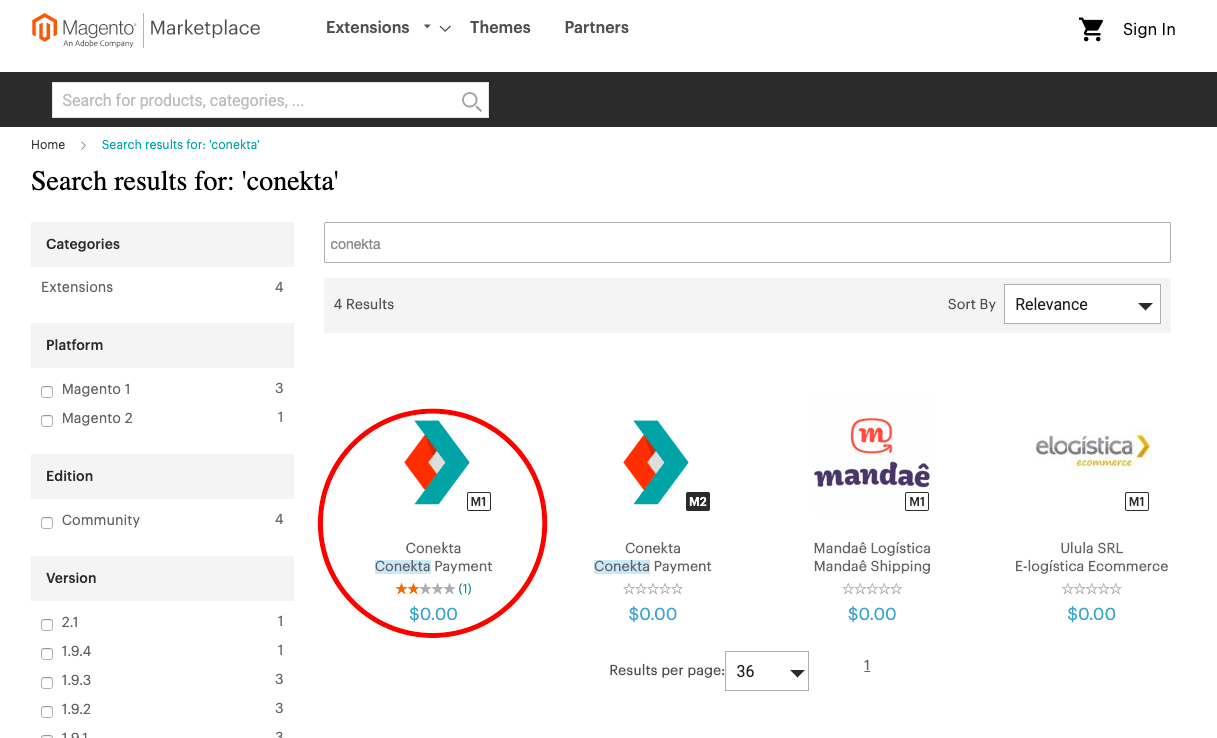 Magento Marketplace
An Adobe Company
Extensions Themes Partners
Sign In
Search for products, categories, ...
Home Search results for: 'conekta'
Search results for: 'conekta'
Categories
Extensions 4
Platform
Magento 1 3
Magento 2 1
Edition
Community 4
Version
2.1 1
1.9.4 1
1.9.3 3
1.9.2 3
1.9.1 3
conekta
4 Results
Sort By Relevance
M1
Conekta
Conekta Payment
(1)
$0.00
M2
Conekta
Conekta Payment
$0.00
m
mandaê
M1
Mandaê Logística
Mandaê Shipping
$0.00
elogística
ecommerce
M1
Ulula SRL
E-logística Ecommerce
$0.00
Results per page: 36
1